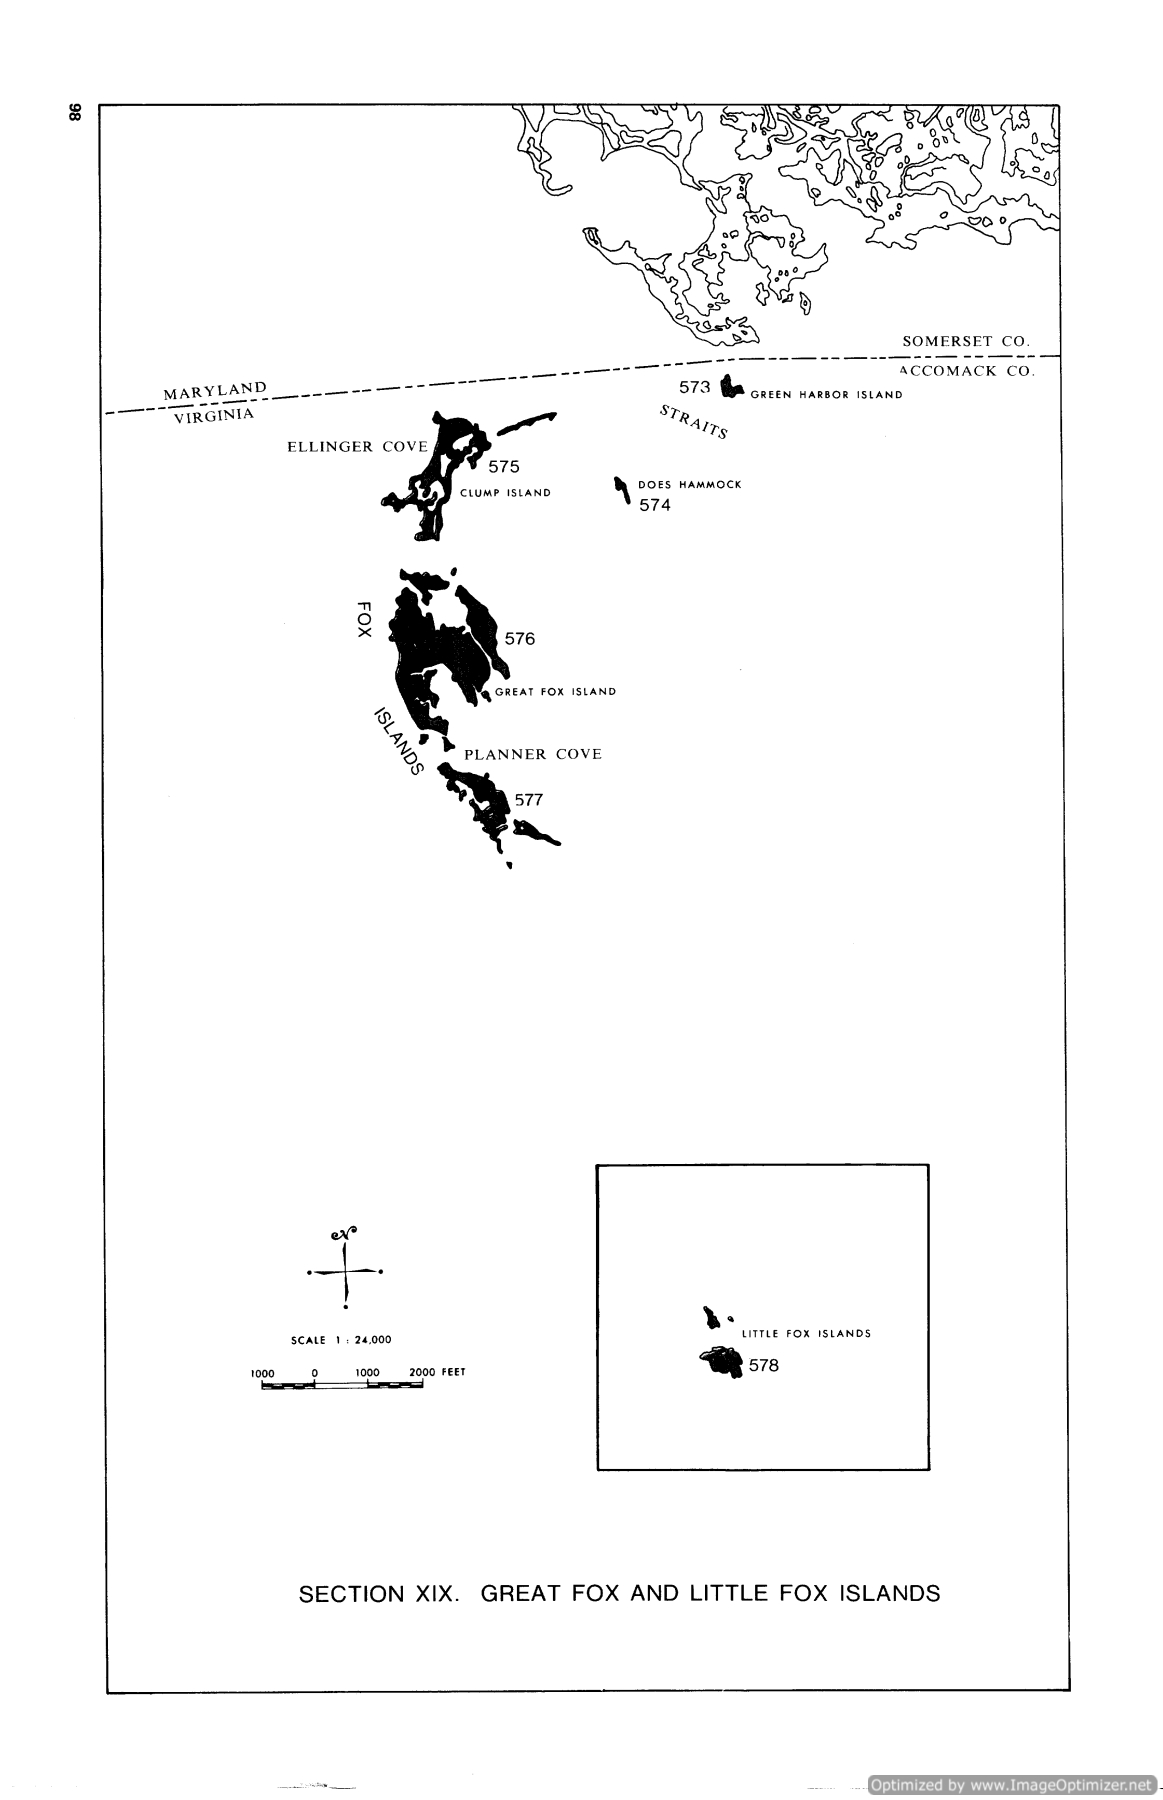 98
SOMERSET CO.
ACCOMACK CO.
MARYLAND
VIRGINIA
573
GREEN HARBOR ISLAND
STRAITS
ELLINGER COVE
575
CLUMP ISLAND
DOES HAMMOCK
574
FOX
576
GREAT FOX ISLAND
ISLANDS
PLANNER COVE
577
N
LITTLE FOX ISLANDS
578
SCALE 1 : 24,000
1000 0 1000 2000 FEET
SECTION XIX. GREAT FOX AND LITTLE FOX ISLANDS
Optimized by www.ImageOptimizer.net